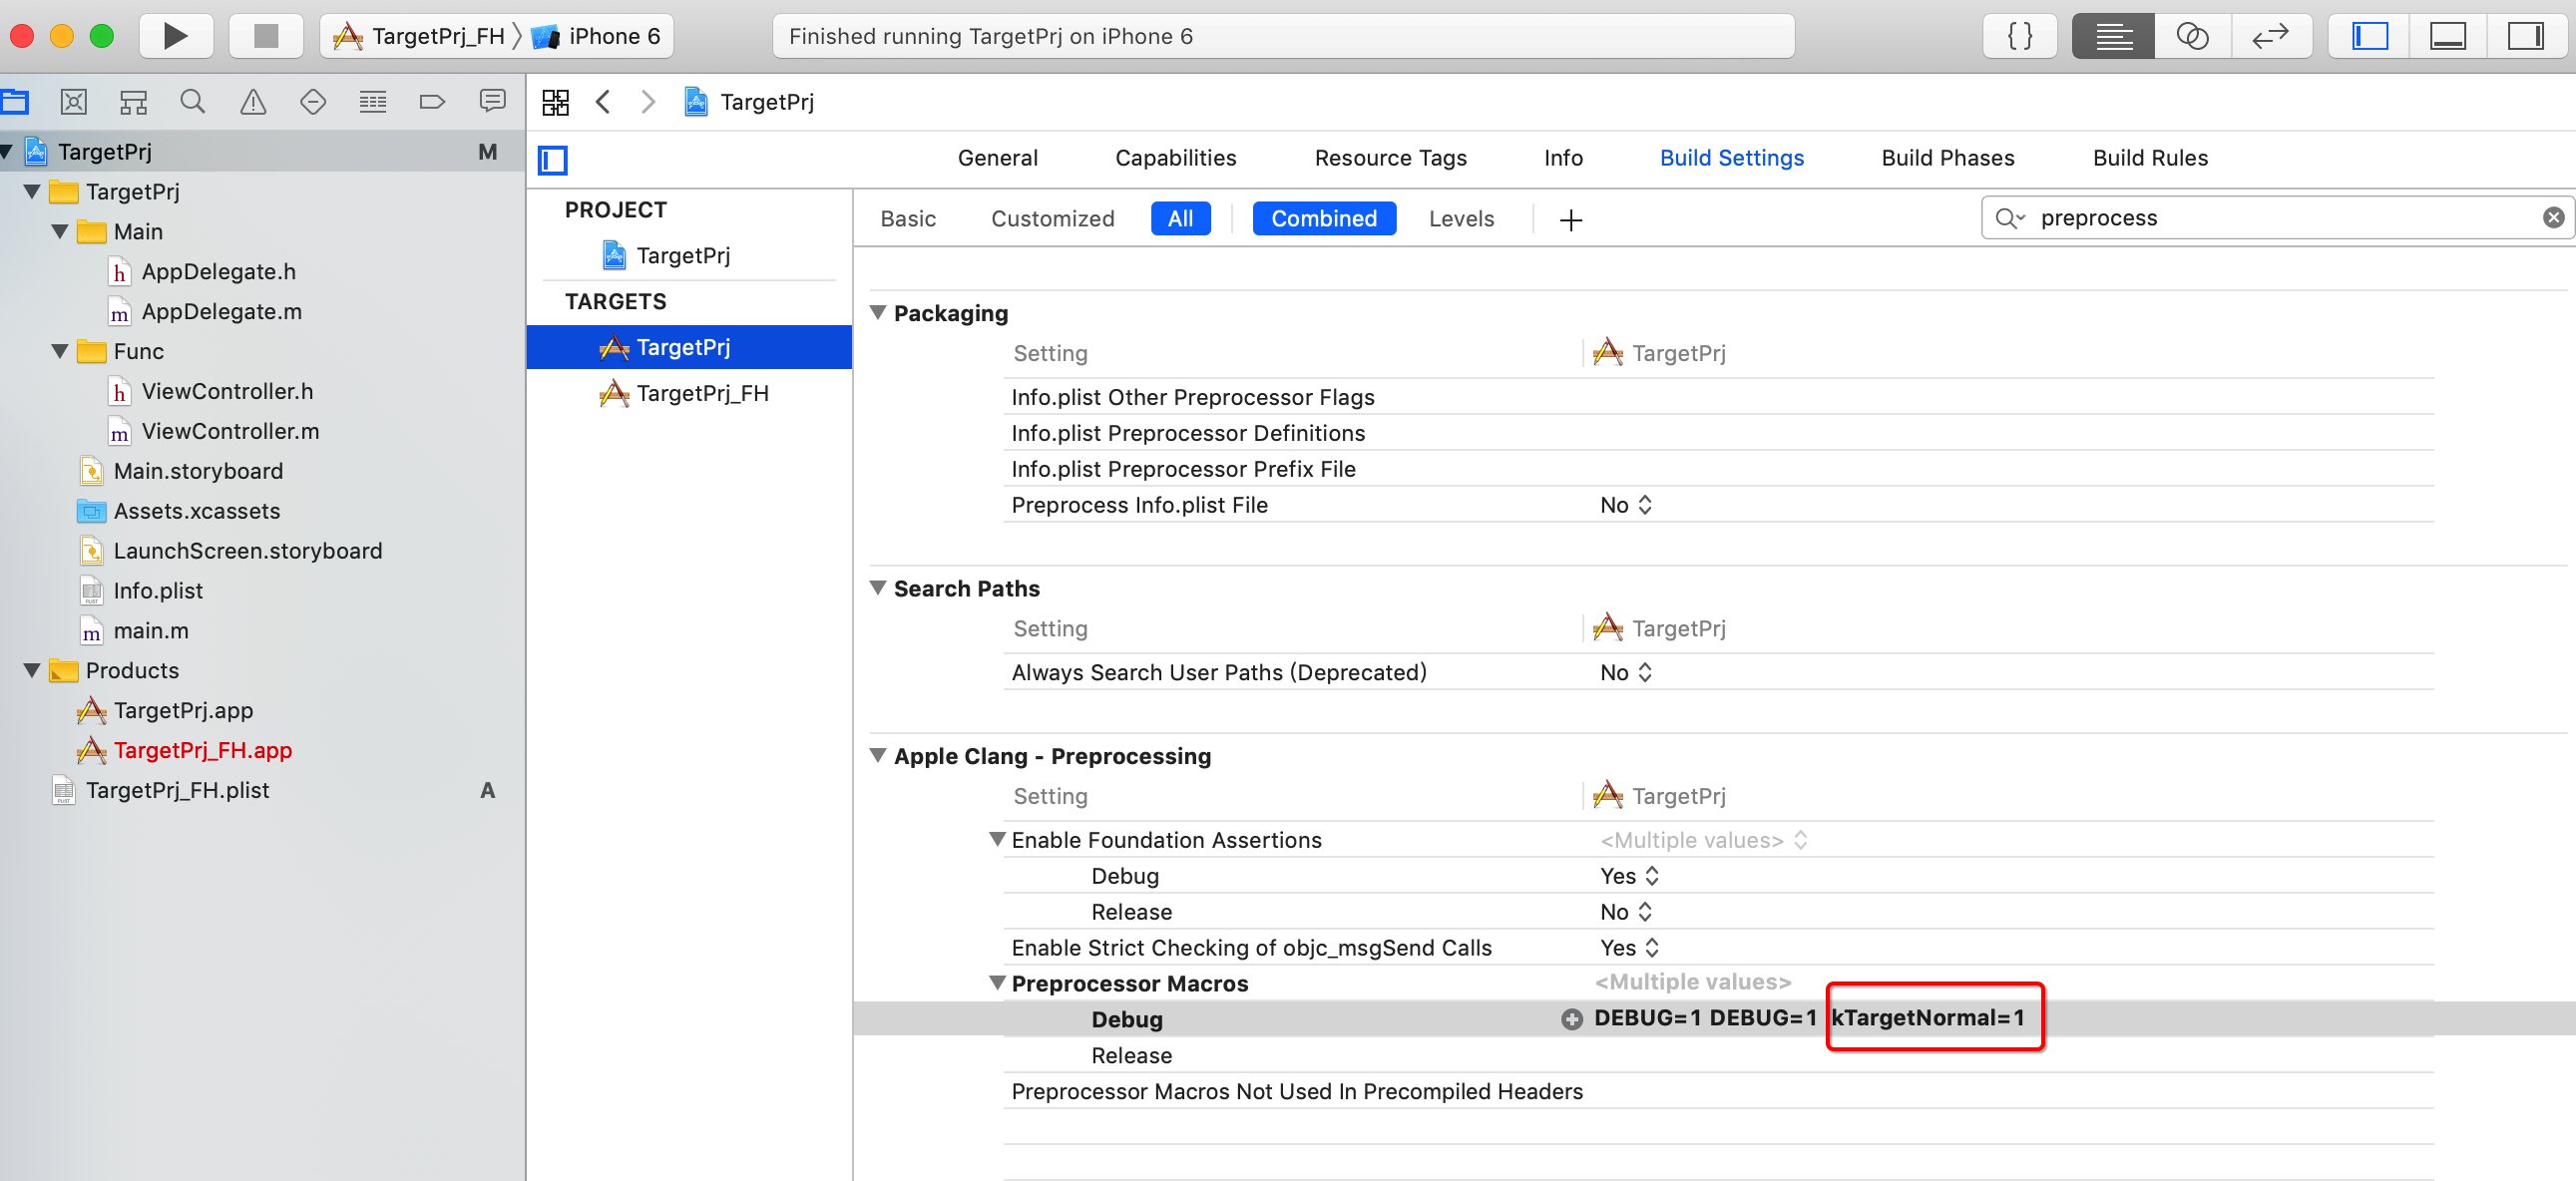 TargetPrj_FH iPhone 6
Finished running TargetPrj on iPhone 6
{}
TargetPrj M
TargetPrj
Main
h AppDelegate.h
m AppDelegate.m
Func
h ViewController.h
m ViewController.m
Main.storyboard
Assets.xcassets
LaunchScreen.storyboard
PLIST Info.plist
m main.m
Products
TargetPrj.app
TargetPrj_FH.app
PLIST TargetPrj_FH.plist A
TargetPrj
General Capabilities Resource Tags Info Build Settings Build Phases Build Rules
PROJECT
TargetPrj
TARGETS
TargetPrj
TargetPrj_FH
Basic Customized All Combined Levels +
preprocess
Packaging
Setting TargetPrj
Info.plist Other Preprocessor Flags
Info.plist Preprocessor Definitions
Info.plist Preprocessor Prefix File
Preprocess Info.plist File No
Search Paths
Setting TargetPrj
Always Search User Paths (Deprecated) No
Apple Clang - Preprocessing
Setting TargetPrj
Enable Foundation Assertions <Multiple values>
Debug Yes
Release No
Enable Strict Checking of objc_msgSend Calls Yes
Preprocessor Macros <Multiple values>
Debug DEBUG=1 DEBUG=1 kTargetNormal=1
Release
Preprocessor Macros Not Used In Precompiled Headers